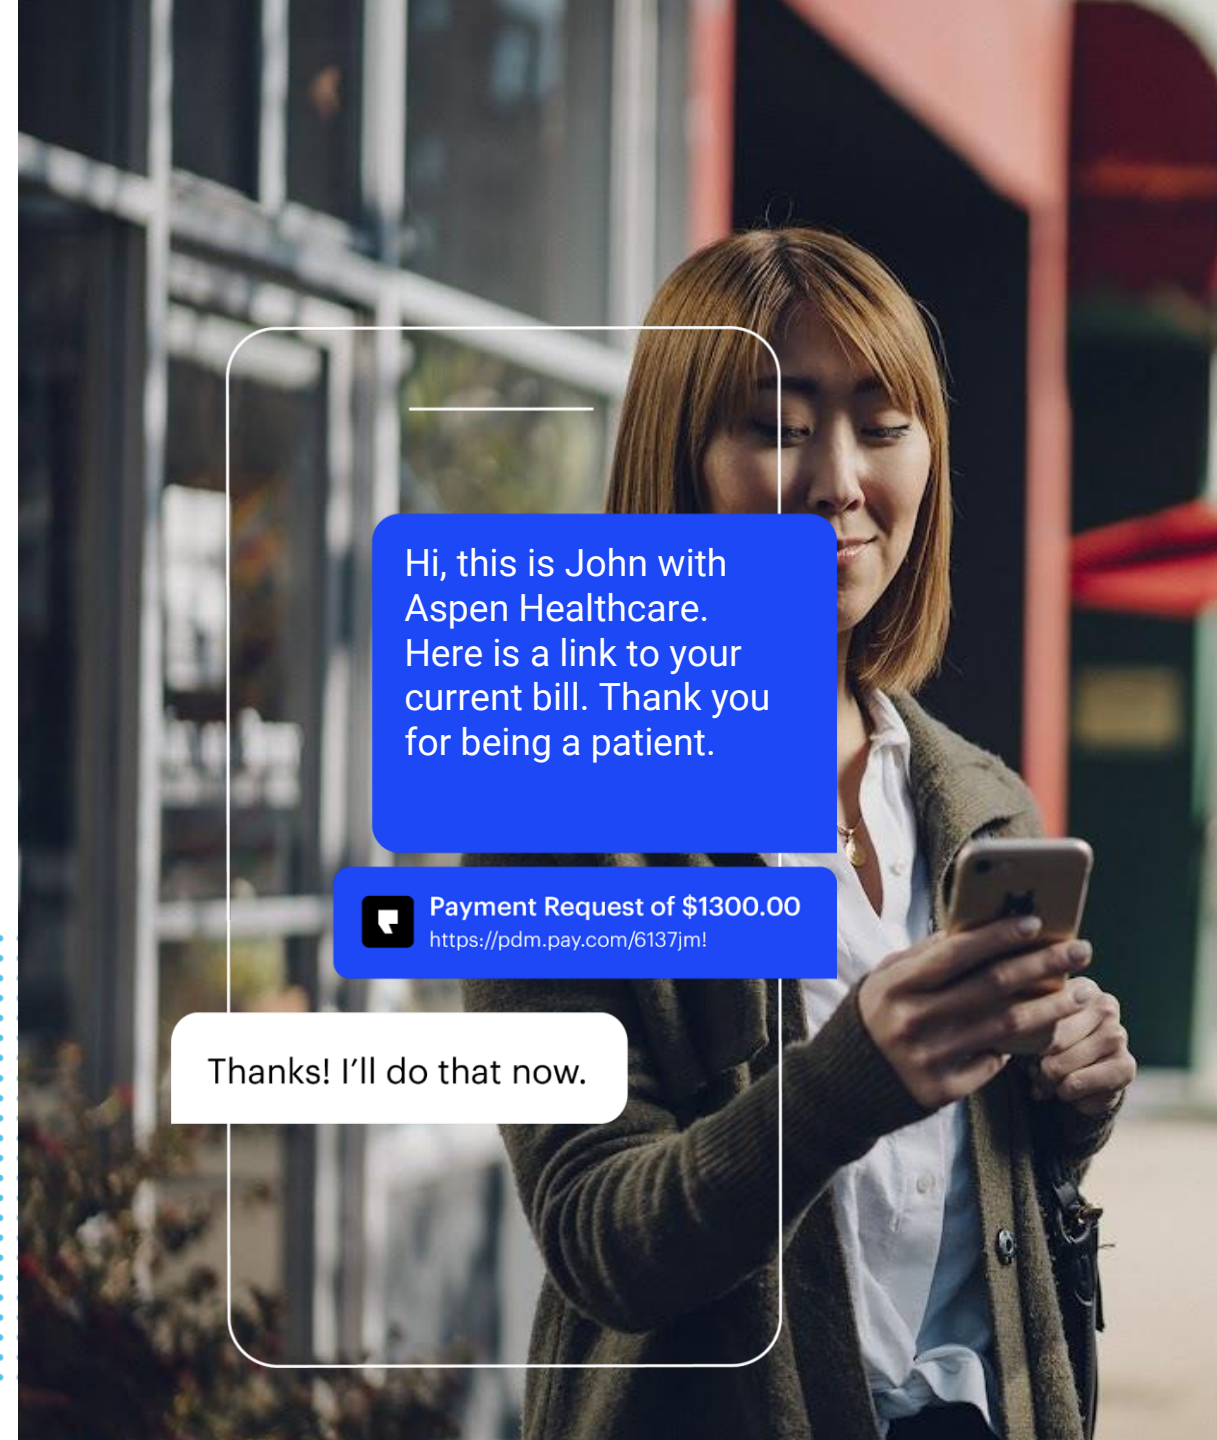 Hi, this is John with
Aspen Healthcare.
Here is a link to your
current bill. Thank you
for being a patient.
Payment Request of $1300.00
https://pdm.pay.com/6137jm!
Thanks! I’ll do that now.